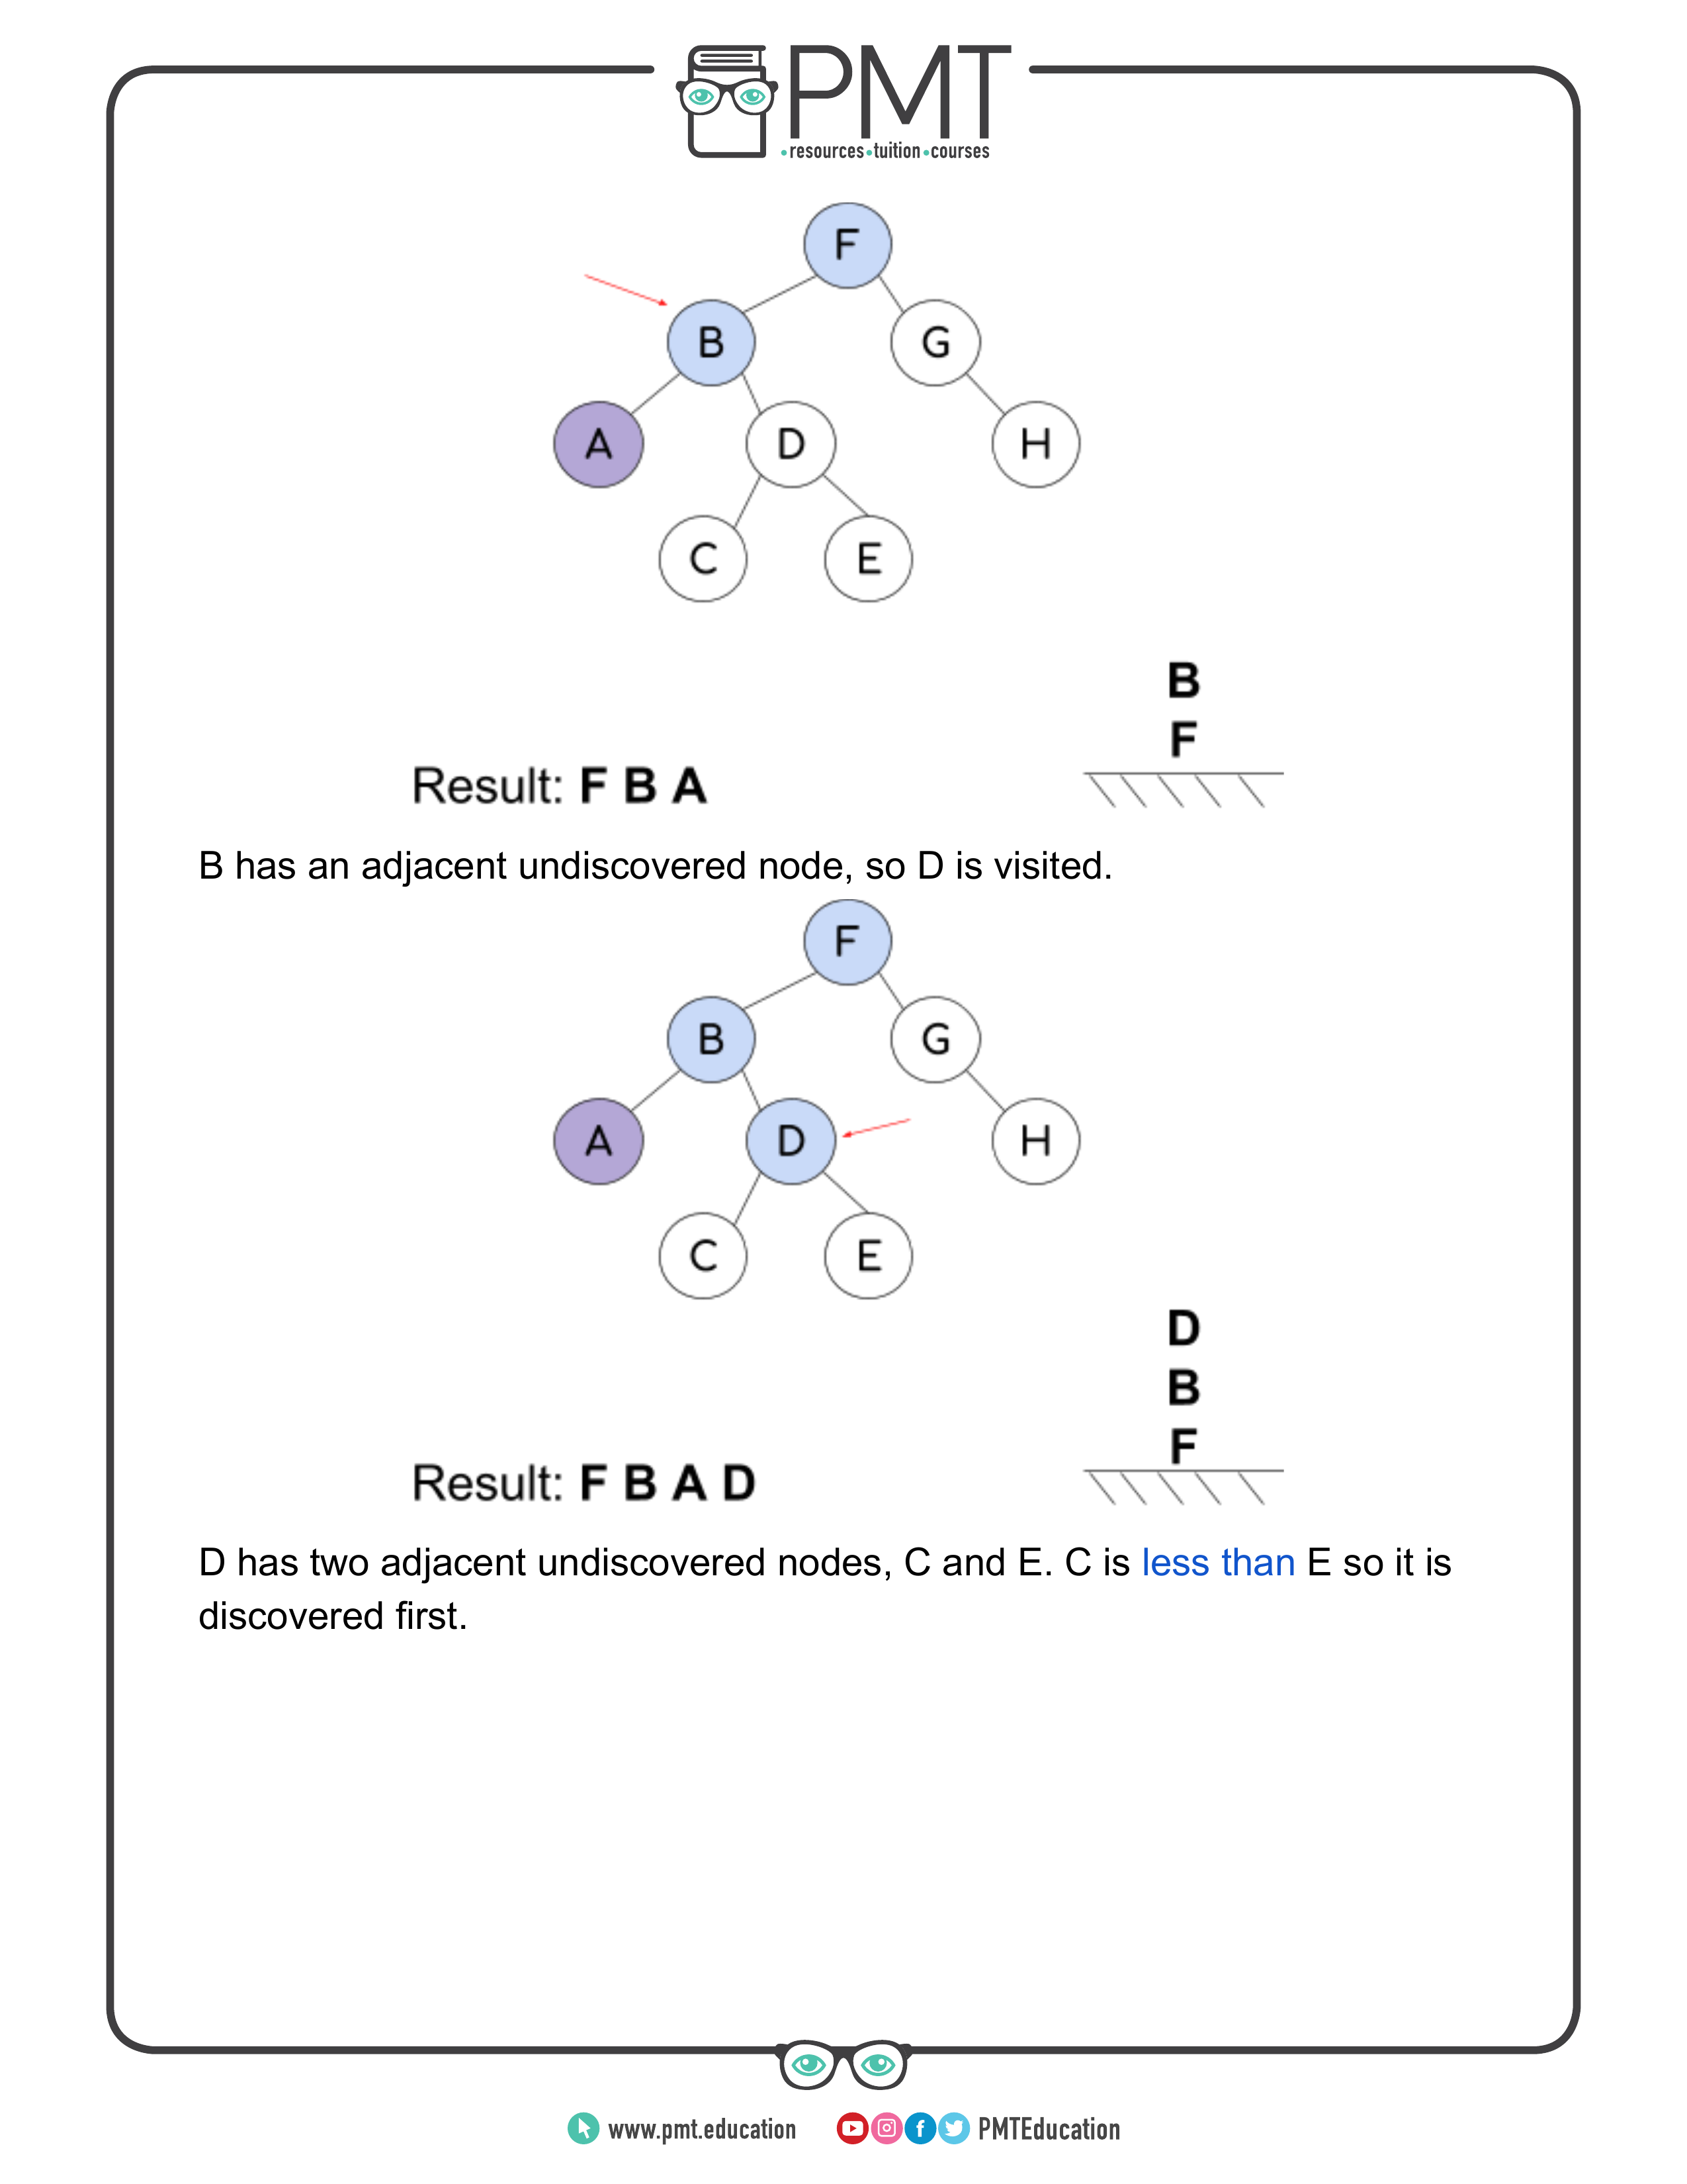 PMT
•resources•tuition•courses
F
B
G
A
D
H
C
E
B
F
Result: F B A
B has an adjacent undiscovered node, so D is visited.
F
B
G
A
D
H
C
E
D
B
F
Result: F B A D
D has two adjacent undiscovered nodes, C and E. C is less than E so it is
discovered first.
www.pmt.education
f
PMTEducation